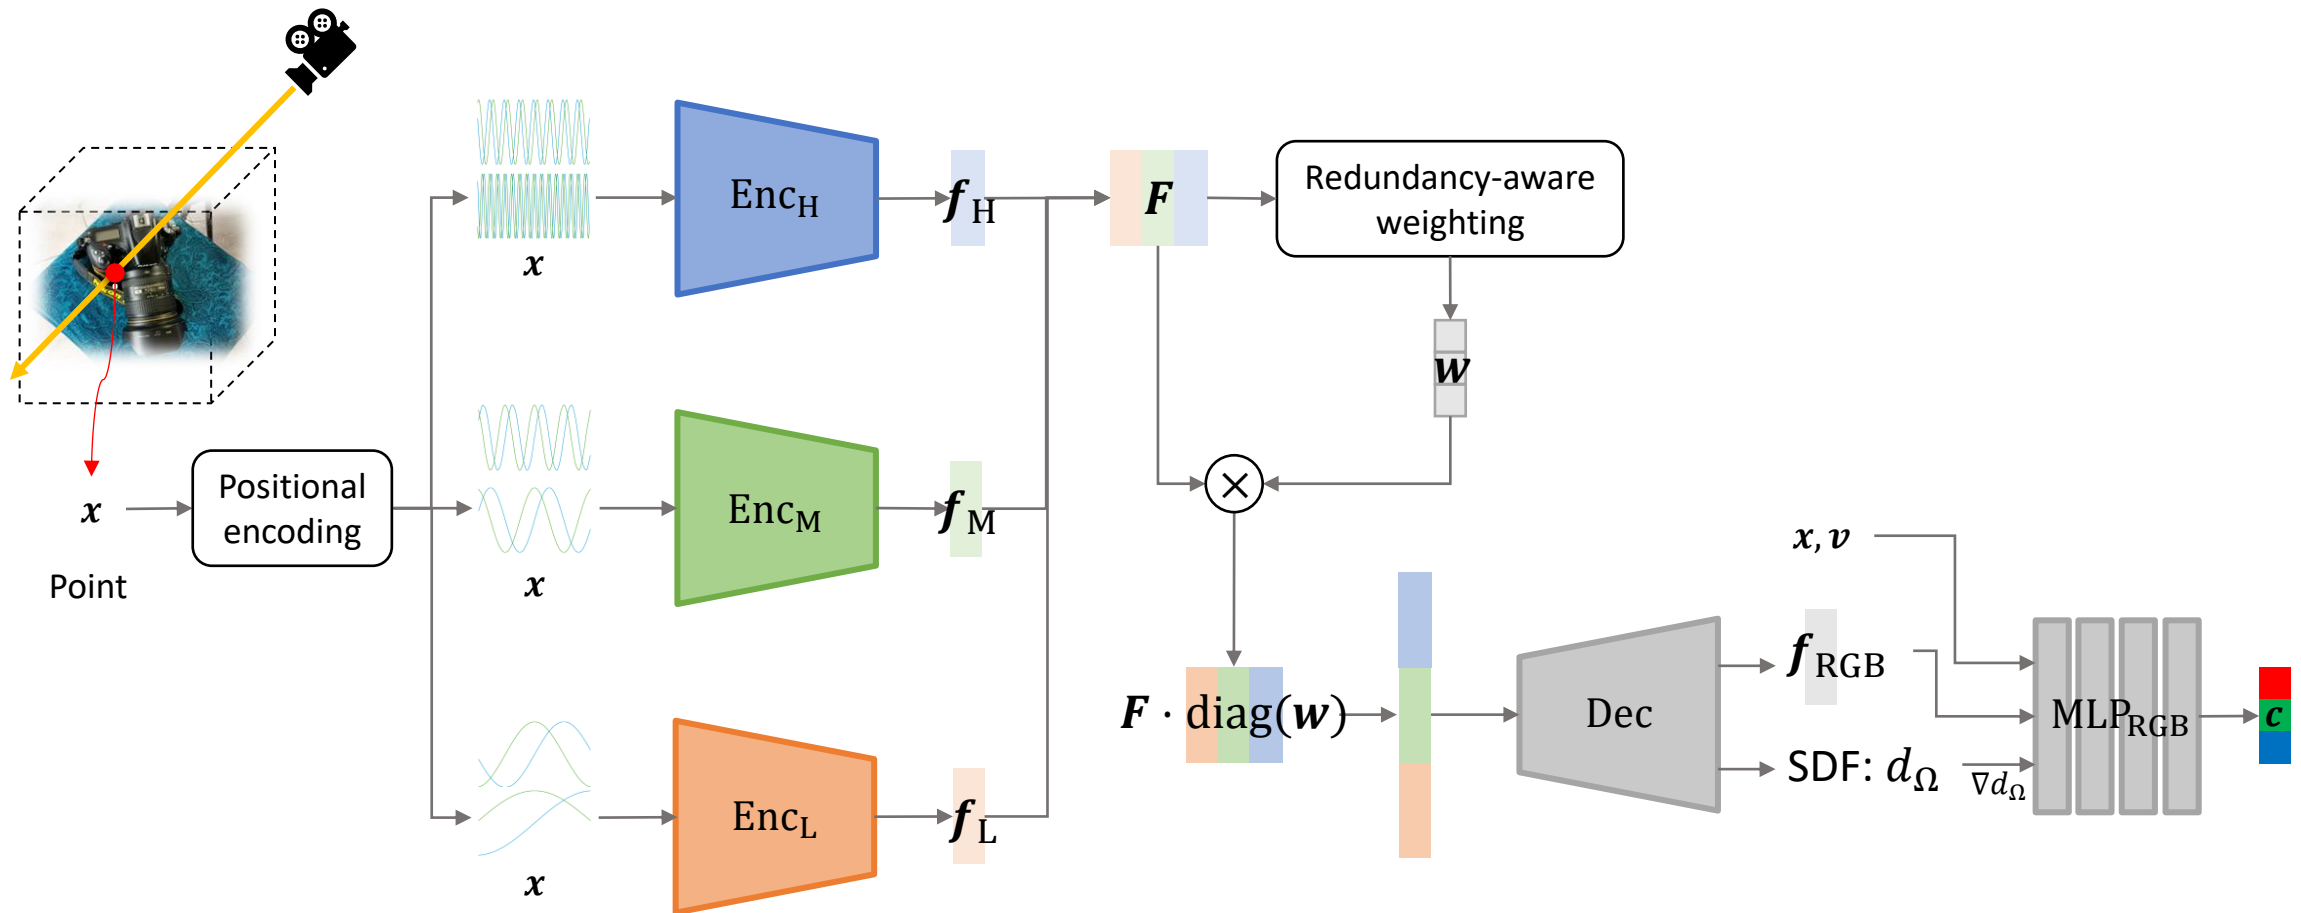 x
Point
Positional
encoding
x
x
x
Enc_H
Enc_M
Enc_L
f_H
f_M
f_L
F
Redundancy-aware
weighting
w
×
F · diag(w)
Dec
x, v
f_RGB
SDF: d_Ω
∇d_Ω
MLP_RGB
c